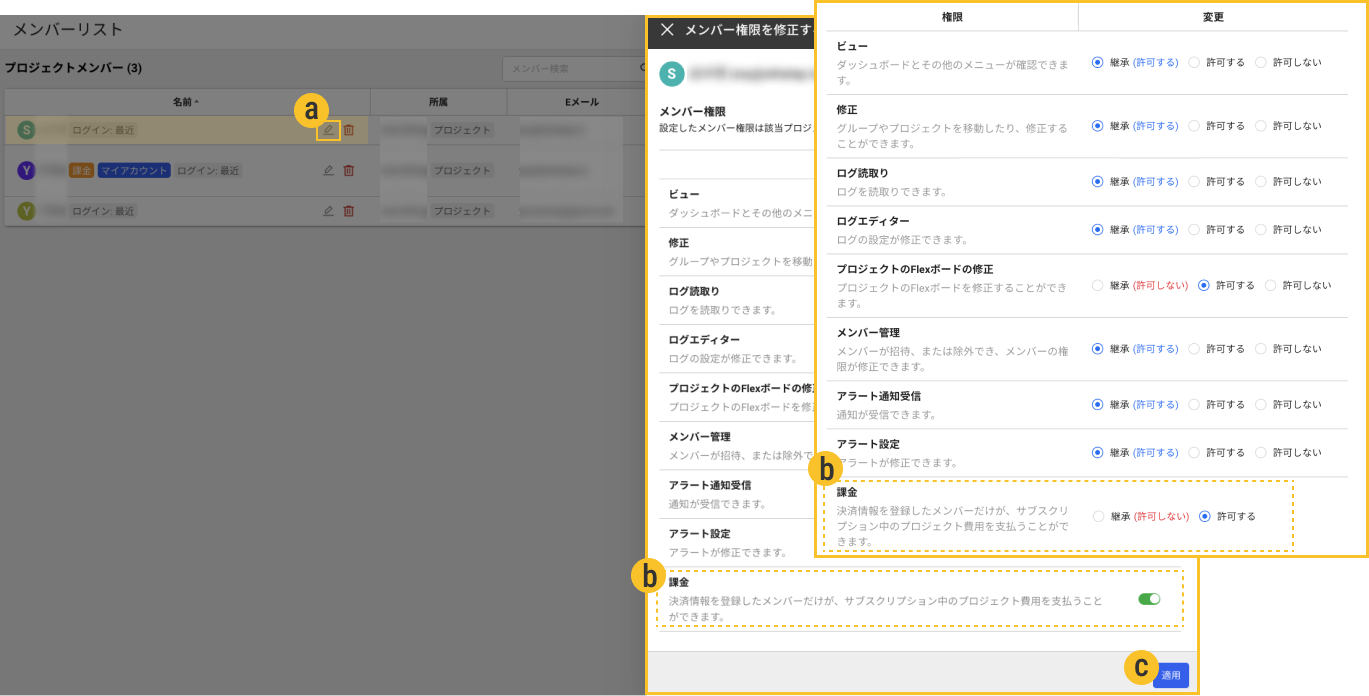 メンバーリスト
プロジェクトメンバー (3)
メンバー検索
名前
所属
Eメール
a
S
ログイン: 最近
プロジェクト
Y
課金
マイアカウント
ログイン: 最近
プロジェクト
Y
ログイン: 最近
プロジェクト
メンバー権限を修正す
S
メンバー権限
設定したメンバー権限は該当プロジ
ビュー
ダッシュボードとその他のメニ
修正
グループやプロジェクトを移動
ログ読取り
ログを読取りできます。
ログエディター
ログの設定が修正できます。
プロジェクトのFlexボードの修
プロジェクトのFlexボードを修
メンバー管理
メンバーが招待、または除外で
アラート通知受信
通知が受信できます。
アラート設定
アラートが修正できます。
b
課金
決済情報を登録したメンバーだけが、サブスクリプション中のプロジェクト費用を支払うこと
ができます。
c
適用
権限
変更
ビュー
ダッシュボードとその他のメニューが確認できま
す。
継承 (許可する) 許可する 許可しない
修正
グループやプロジェクトを移動したり、修正する
ことができます。
継承 (許可する) 許可する 許可しない
ログ読取り
ログを読取りできます。
継承 (許可する) 許可する 許可しない
ログエディター
ログの設定が修正できます。
継承 (許可する) 許可する 許可しない
プロジェクトのFlexボードの修正
プロジェクトのFlexボードを修正することができ
ます。
継承 (許可しない) 許可する 許可しない
メンバー管理
メンバーが招待、または除外でき、メンバーの権
限が修正できます。
継承 (許可する) 許可する 許可しない
アラート通知受信
通知が受信できます。
継承 (許可する) 許可する 許可しない
アラート設定
アラートが修正できます。
継承 (許可する) 許可する 許可しない
b
課金
決済情報を登録したメンバーだけが、サブスクリ
プション中のプロジェクト費用を支払うことがで
きます。
継承 (許可しない) 許可する